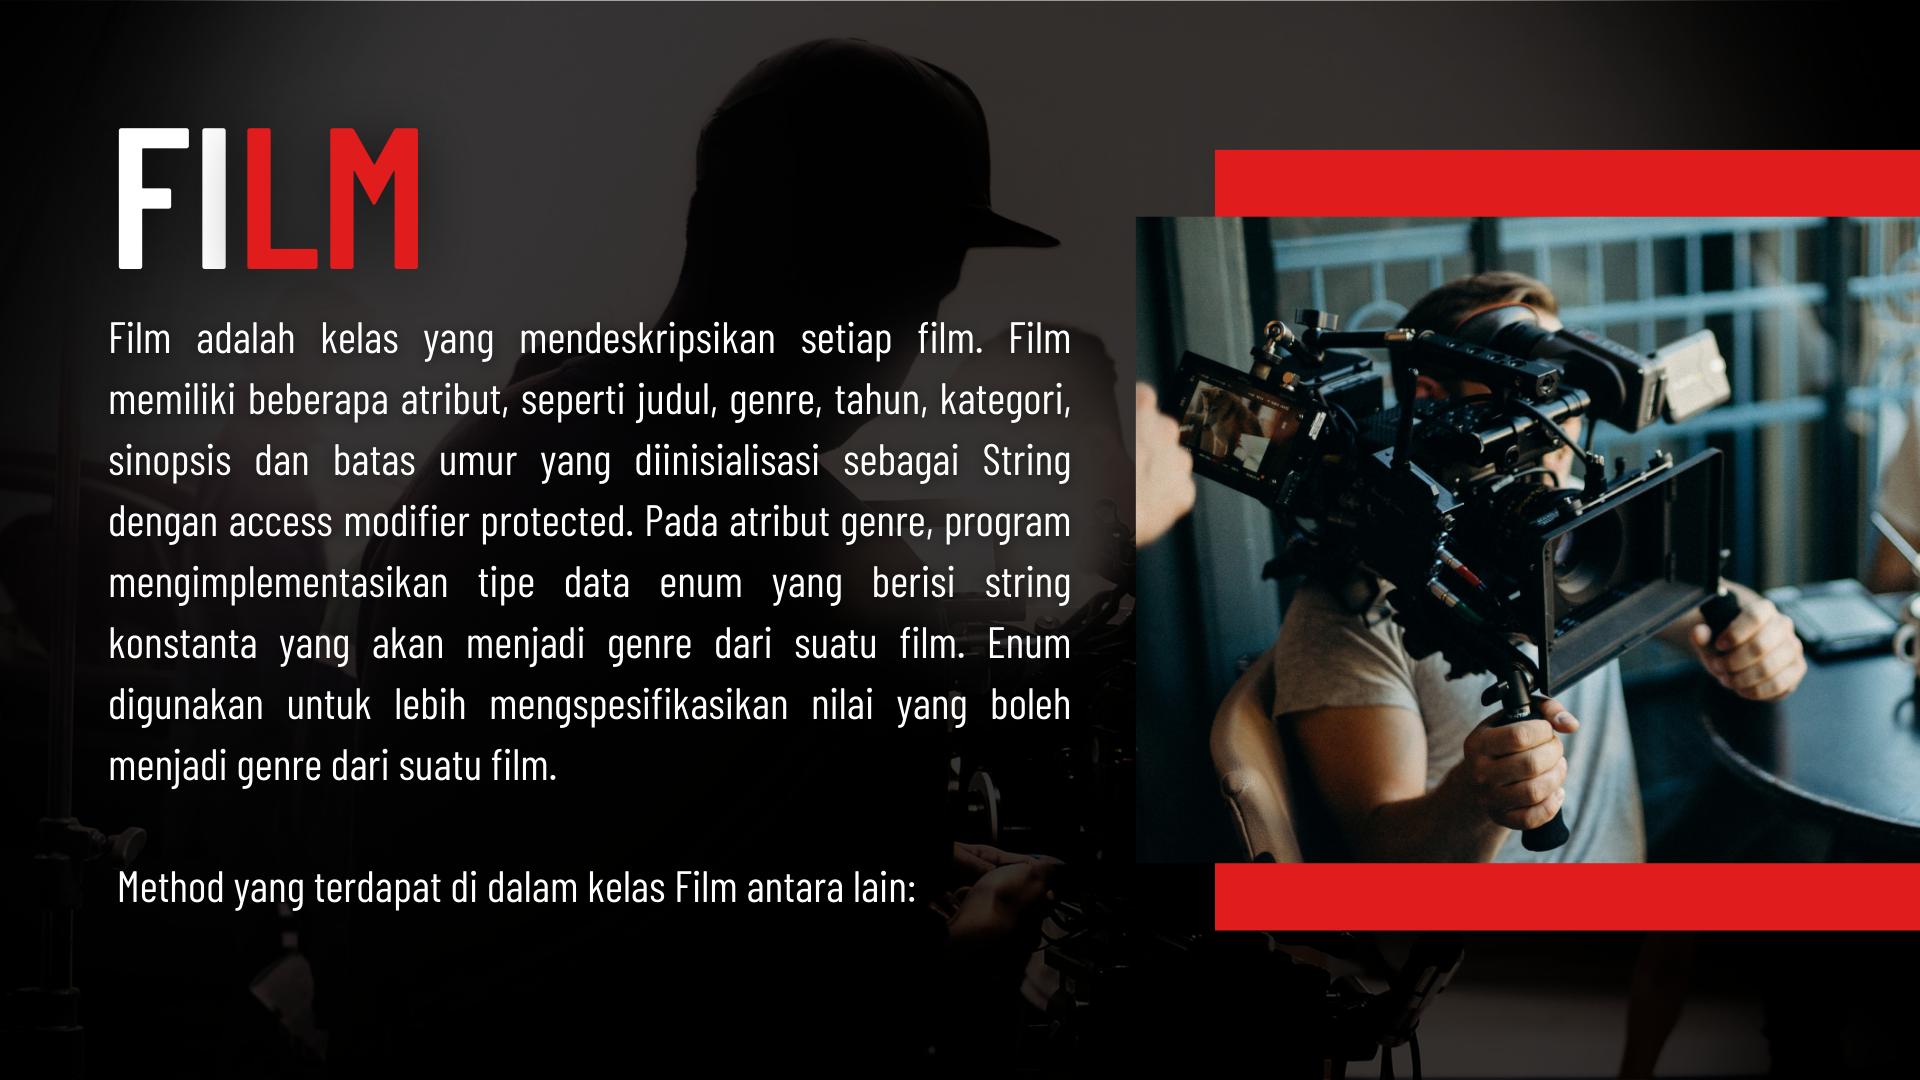 FILM
Film adalah kelas yang mendeskripsikan setiap film. Film
memiliki beberapa atribut, seperti judul, genre, tahun, kategori,
sinopsis dan batas umur yang diinisialisasi sebagai String
dengan access modifier protected. Pada atribut genre, program
mengimplementasikan tipe data enum yang berisi string
konstanta yang akan menjadi genre dari suatu film. Enum
digunakan untuk lebih mengspesifikasikan nilai yang boleh
menjadi genre dari suatu film.
Method yang terdapat di dalam kelas Film antara lain: